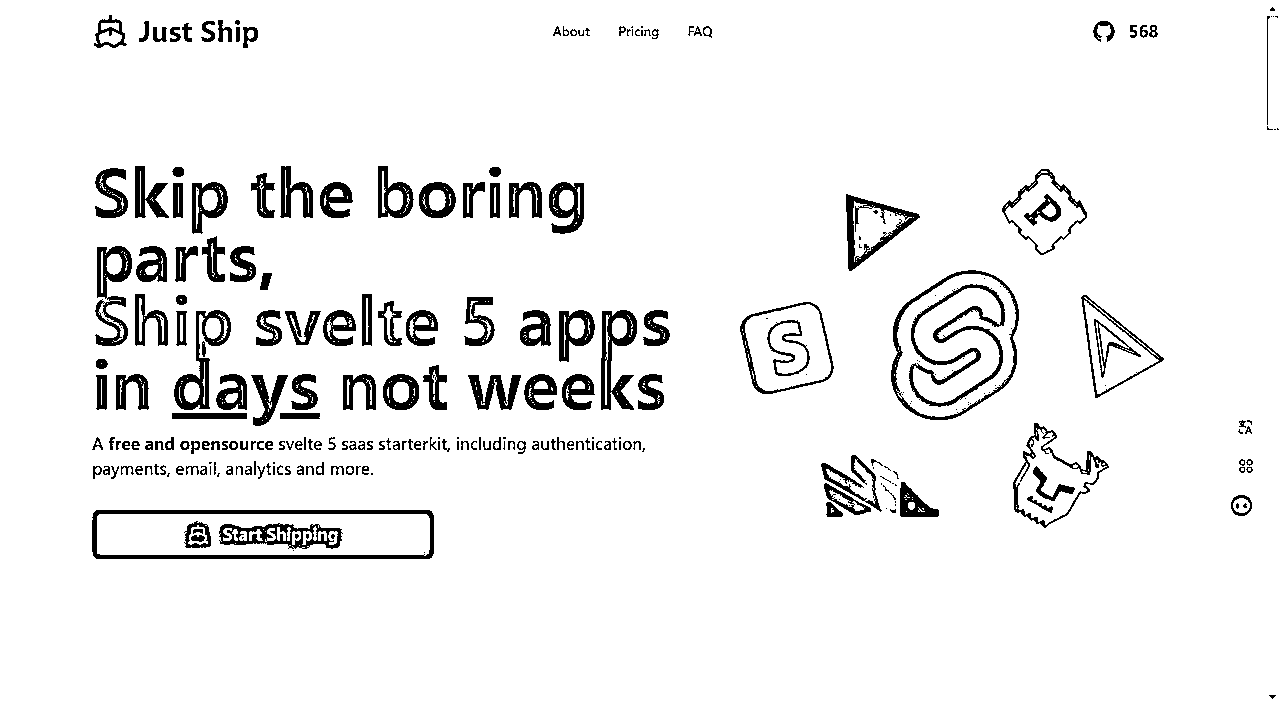 Just Ship
About Pricing FAQ
568
Skip the boring
parts,
Ship svelte 5 apps
in days not weeks
A free and opensource svelte 5 saas starterkit, including authentication,
payments, email, analytics and more.
Start Shipping
P
S